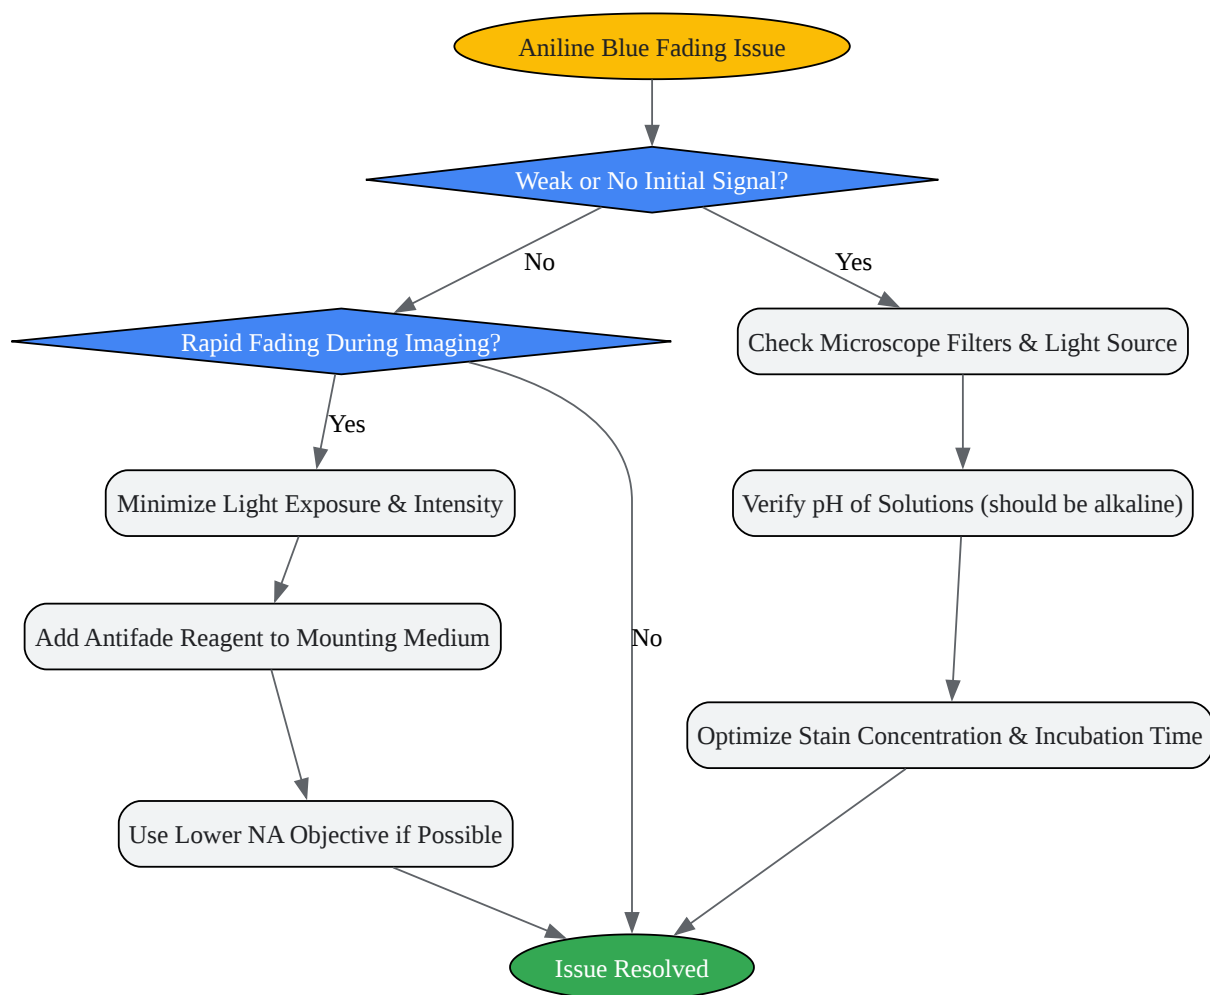 Aniline Blue Fading Issue
Weak or No Initial Signal?
No
Yes
Rapid Fading During Imaging?
Check Microscope Filters & Light Source
Yes
Minimize Light Exposure & Intensity
Verify pH of Solutions (should be alkaline)
Add Antifade Reagent to Mounting Medium
No
Optimize Stain Concentration & Incubation Time
Use Lower NA Objective if Possible
Issue Resolved